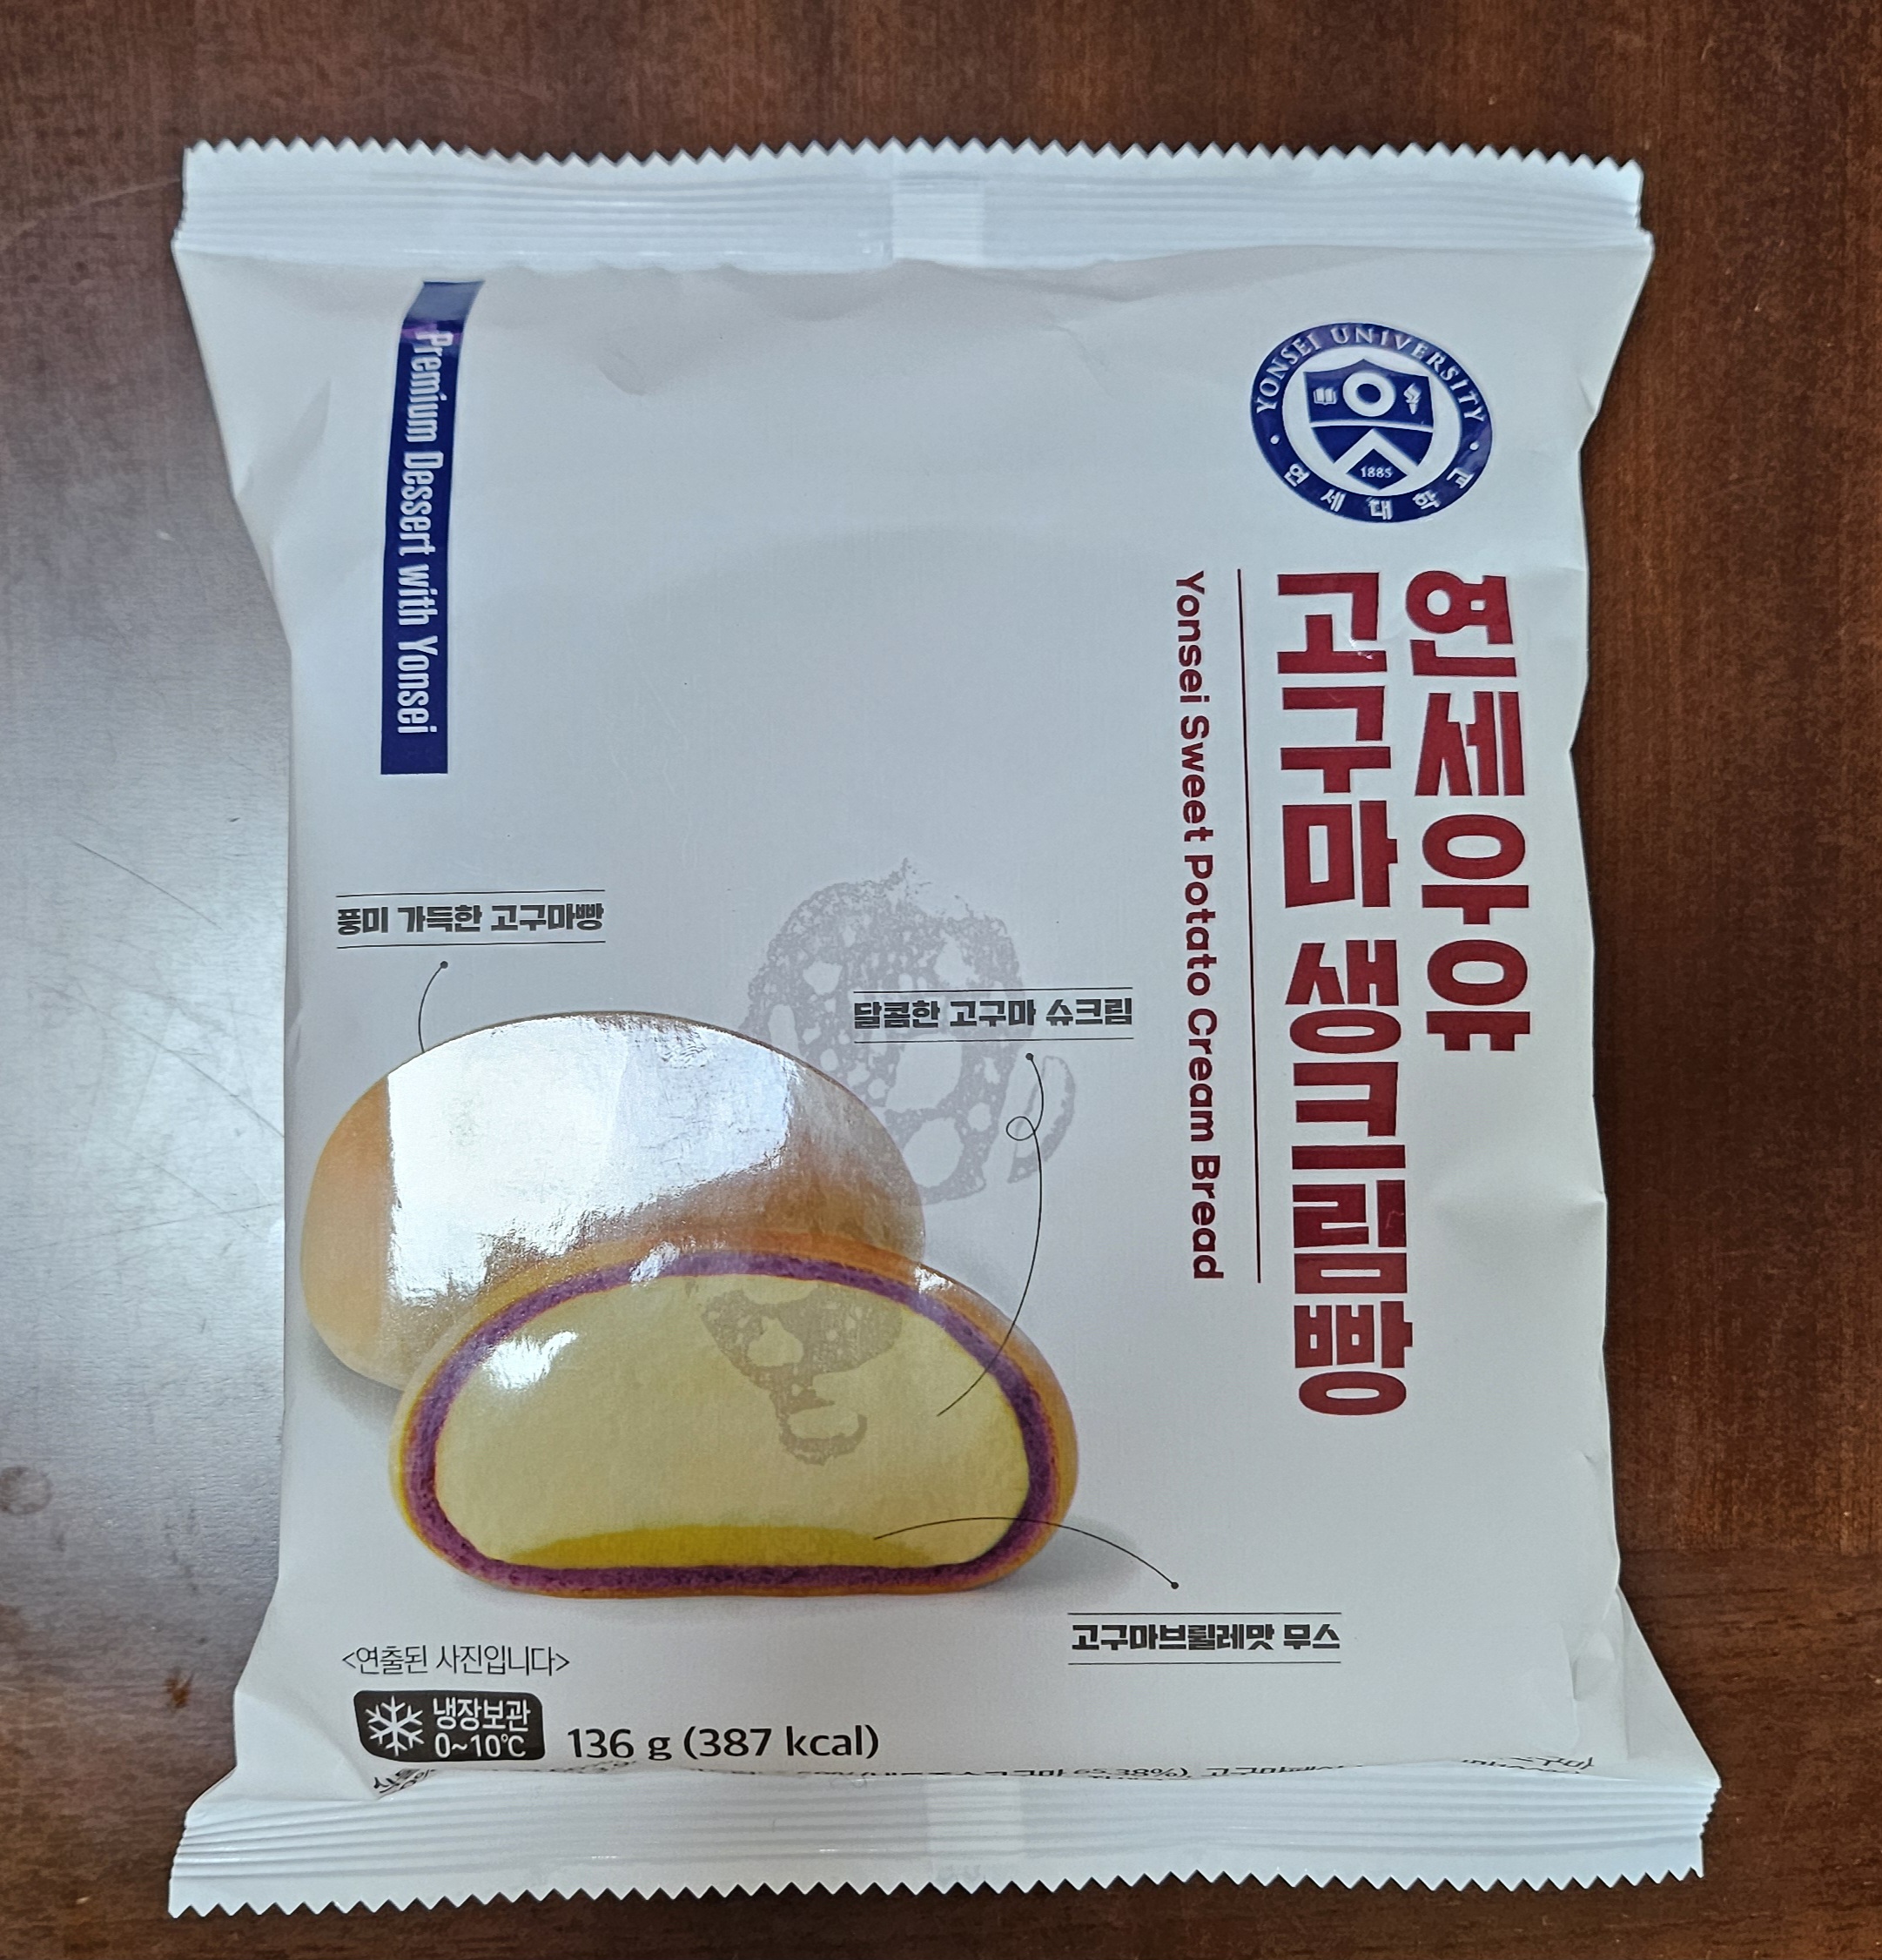 YONSEI UNIVERSITY
1885
연세대학교
연세우유
고구마 생크림빵
Yonsei Sweet Potato Cream Bread
Premium Dessert with Yonsei
풍미 가득한 고구마빵
달콤한 고구마 슈크림
고구마브륄레맛 무스
<연출된 사진입니다>
냉장보관
0~10℃
136 g (387 kcal)